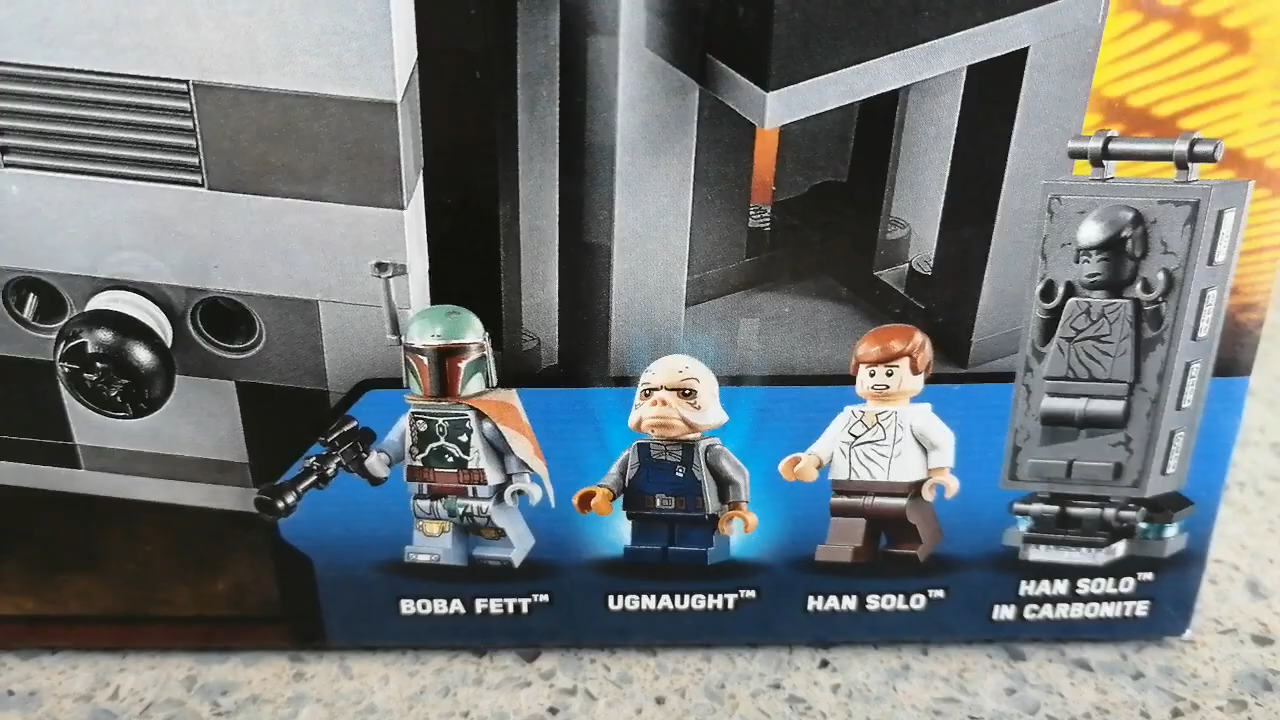 BOBA FETT™
UGNAUGHT™
HAN SOLO™
HAN SOLO™
IN CARBONITE